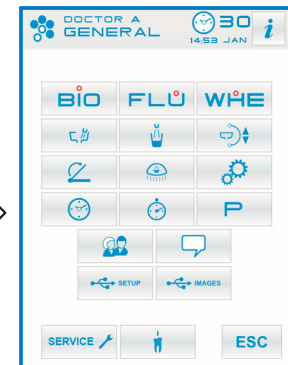 DOCTOR A
GENERAL
30
14:53 JAN
i
BIO FLU WHE
P
SETUP IMAGES
SERVICE ESC